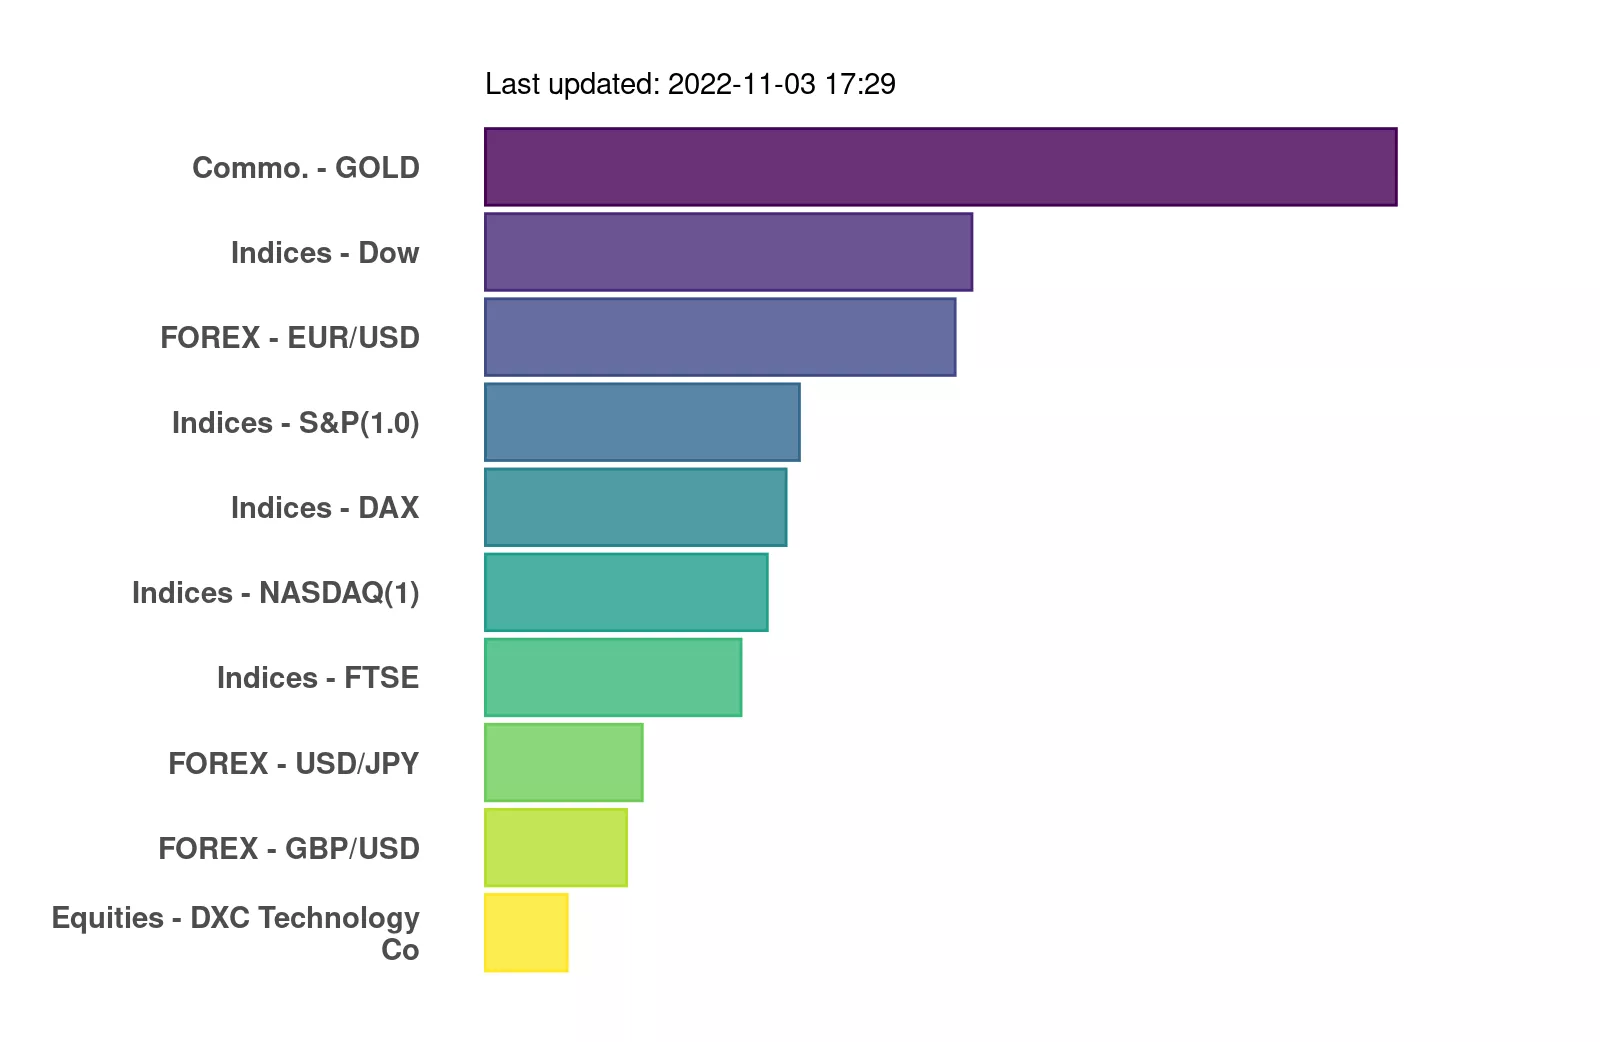 Last updated: 2022-11-03 17:29
Commo. - GOLD
Indices - Dow
FOREX - EUR/USD
Indices - S&P(1.0)
Indices - DAX
Indices - NASDAQ(1)
Indices - FTSE
FOREX - USD/JPY
FOREX - GBP/USD
Equities - DXC Technology
Co